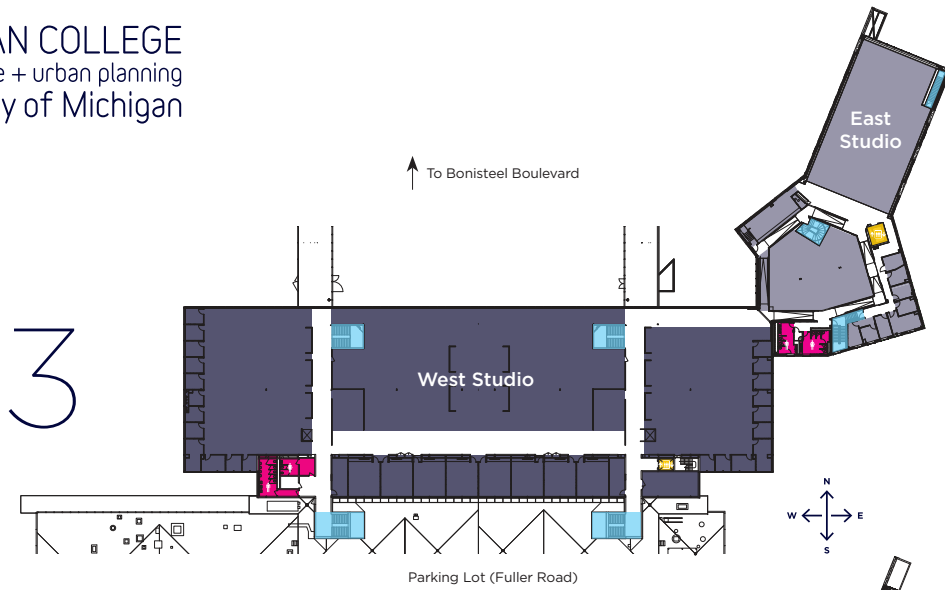 AN COLLEGE
e + urban planning
y of Michigan
East
Studio
To Bonisteel Boulevard
3
West Studio
N
W E
S
Parking Lot (Fuller Road)